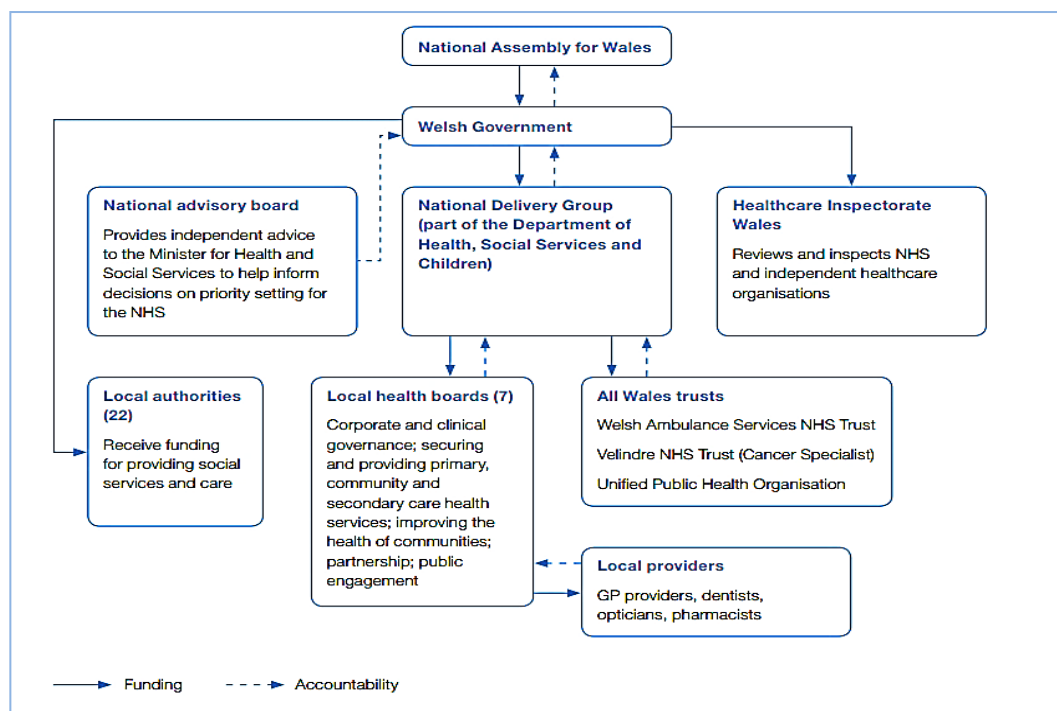 National Assembly for Wales
Welsh Government
National advisory board
Provides independent advice
to the Minister for Health and
Social Services to help inform
decisions on priority setting for
the NHS
National Delivery Group
(part of the Department of
Health, Social Services and
Children)
Healthcare Inspectorate
Wales
Reviews and inspects NHS
and independent healthcare
organisations
Local authorities
(22)
Receive funding
for providing social
services and care
Local health boards (7)
Corporate and clinical
governance; securing
and providing primary,
community and
secondary care health
services; improving the
health of communities;
partnership; public
engagement
All Wales trusts
Welsh Ambulance Services NHS Trust
Velindre NHS Trust (Cancer Specialist)
Unified Public Health Organisation
Local providers
GP providers, dentists,
opticians, pharmacists
Funding
Accountability